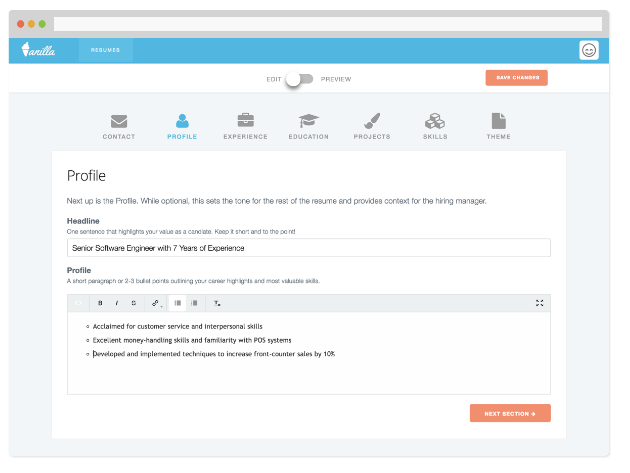 Vanilla
RESUMES
EDIT PREVIEW
SAVE CHANGES
CONTACT PROFILE EXPERIENCE EDUCATION PROJECTS SKILLS THEME
Profile
Next up is the Profile. While optional, this sets the tone for the rest of the resume and provides context for the hiring manager.
Headline
One sentence that highlights your value as a candiate. Keep it short and to the point!
Senior Software Engineer with 7 Years of Experience
Profile
A short paragraph or 2-3 bullet points outlining your career highlights and most valuable skills.
B I S
Acclaimed for customer service and interpersonal skills
Excellent money-handling skills and familiarity with POS systems
Developed and implemented techniques to increase front-counter sales by 10%
NEXT SECTION →